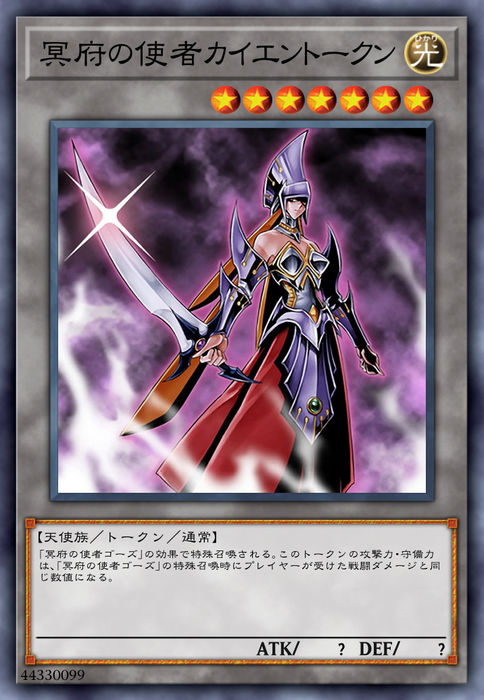 冥府の使者カイエントークン
光
ひかり
【天使族／トークン／通常】
「冥府の使者ゴーズ」の効果で特殊召喚される。このトークンの攻撃力・守備力
は、「冥府の使者ゴーズ」の特殊召喚時にプレイヤーが受けた戦闘ダメージと同
じ数値になる。
ATK/ ? DEF/ ?
44330099